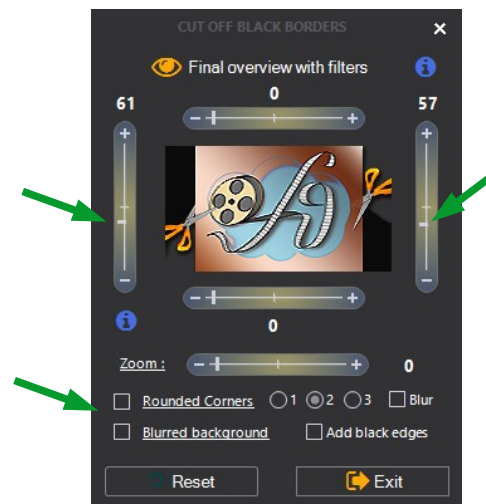 CUT OFF BLACK BORDERS
Final overview with filters
0
61
57
0
Zoom :
0
Rounded Corners 1 2 3 Blur
Blurred background Add black edges
Reset Exit